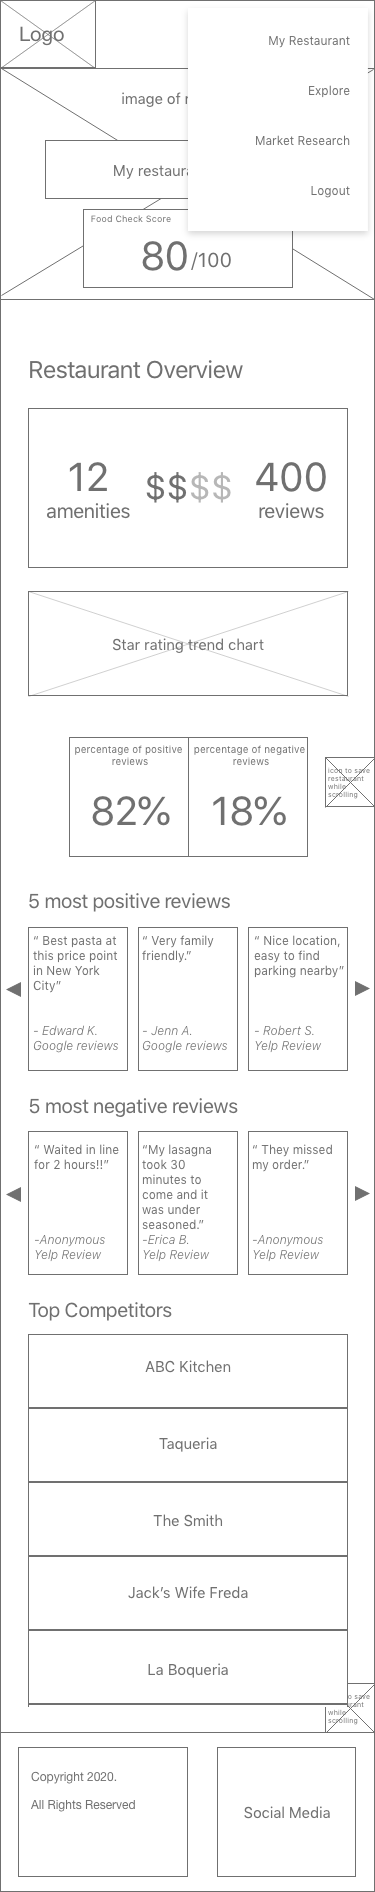 Logo
My Restaurant
Explore
Market Research
Logout
image of
My restaura
Food Check Score
80/100
Restaurant Overview
12
amenities
$$$$
400
reviews
Star rating trend chart
percentage of positive
reviews
82%
percentage of negative
reviews
18%
icon to save
restaurant
while
scrolling
5 most positive reviews
“ Best pasta at
this price point
in New York
City”
- Edward K.
Google reviews
“ Very family
friendly.”
- Jenn A.
Google reviews
“ Nice location,
easy to find
parking nearby”
- Robert S.
Yelp Review
5 most negative reviews
“ Waited in line
for 2 hours!!”
-Anonymous
Yelp Review
“My lasagna
took 30
minutes to
come and it
was under
seasoned.”
-Erica B.
Yelp Review
“ They missed
my order.”
-Anonymous
Yelp Review
Top Competitors
ABC Kitchen
Taqueria
The Smith
Jack’s Wife Freda
La Boqueria
to save
while
scrolling
Copyright 2020.
All Rights Reserved
Social Media